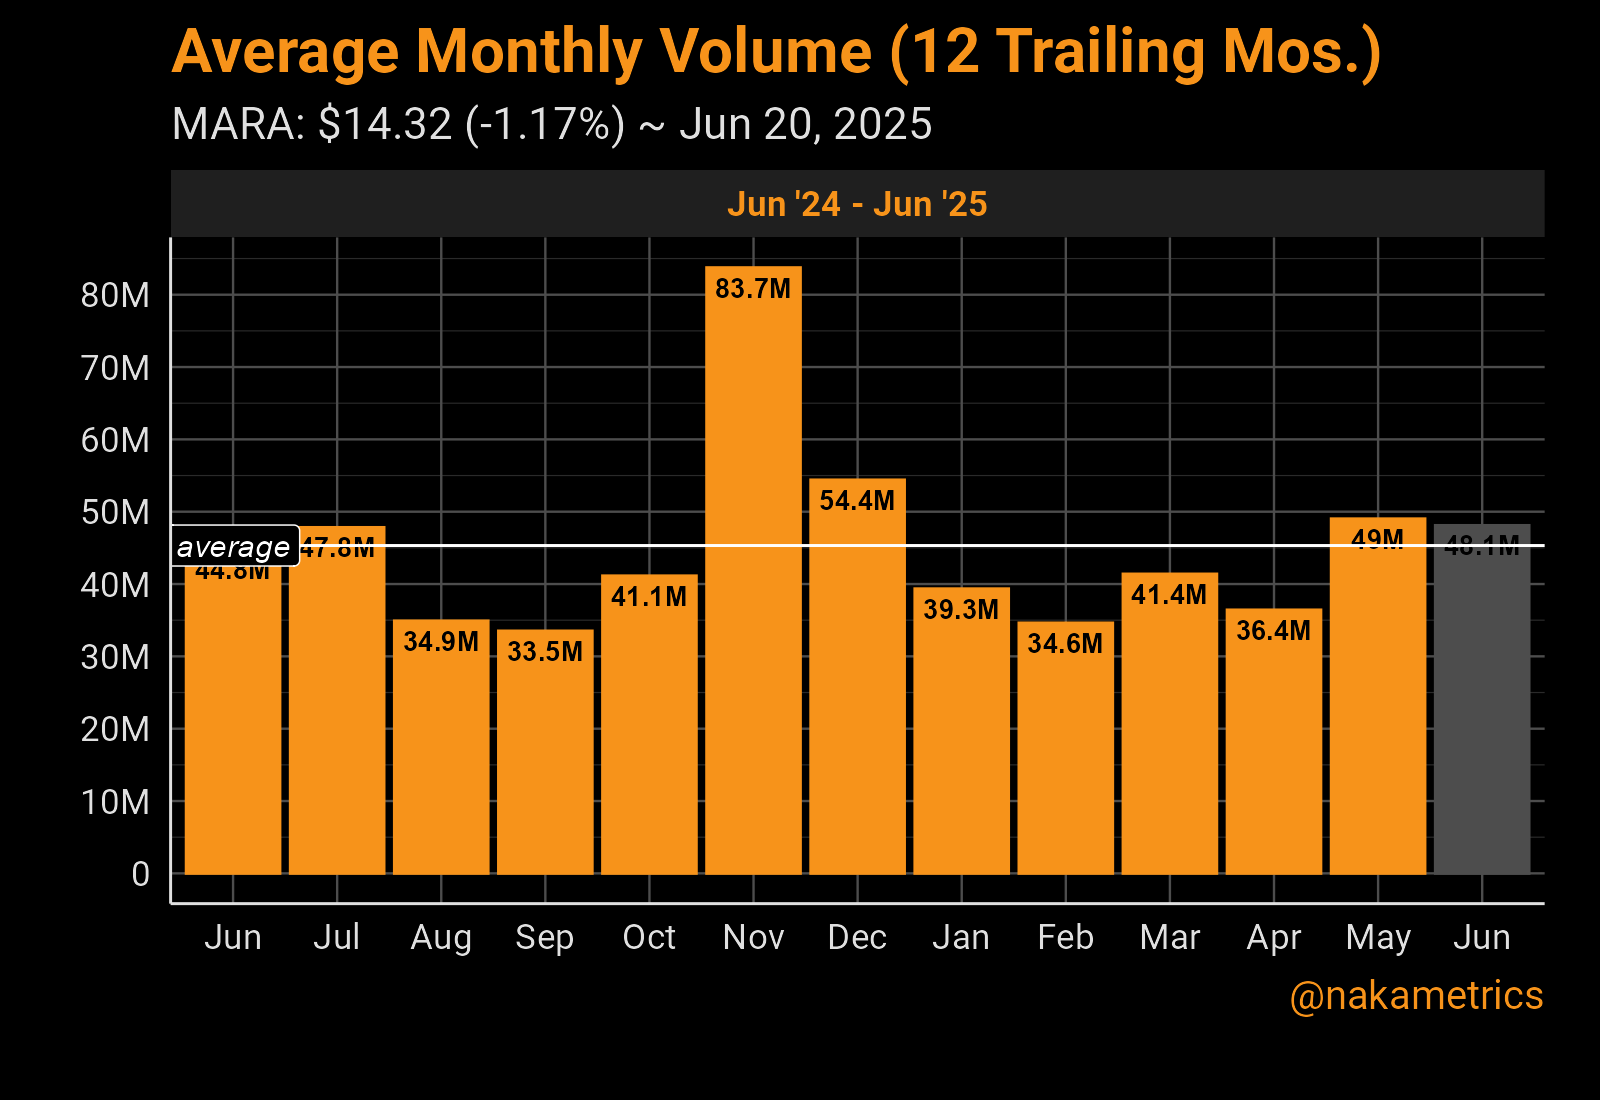 Average Monthly Volume (12 Trailing Mos.)
MARA: $14.32 (-1.17%) ~ Jun 20, 2025
Jun '24 - Jun '25
80M
70M
60M
50M
40M
30M
20M
10M
0
average
44.8M
47.8M
34.9M
33.5M
41.1M
83.7M
54.4M
39.3M
34.6M
41.4M
36.4M
49M
48.1M
Jun Jul Aug Sep Oct Nov Dec Jan Feb Mar Apr May Jun
@nakametrics